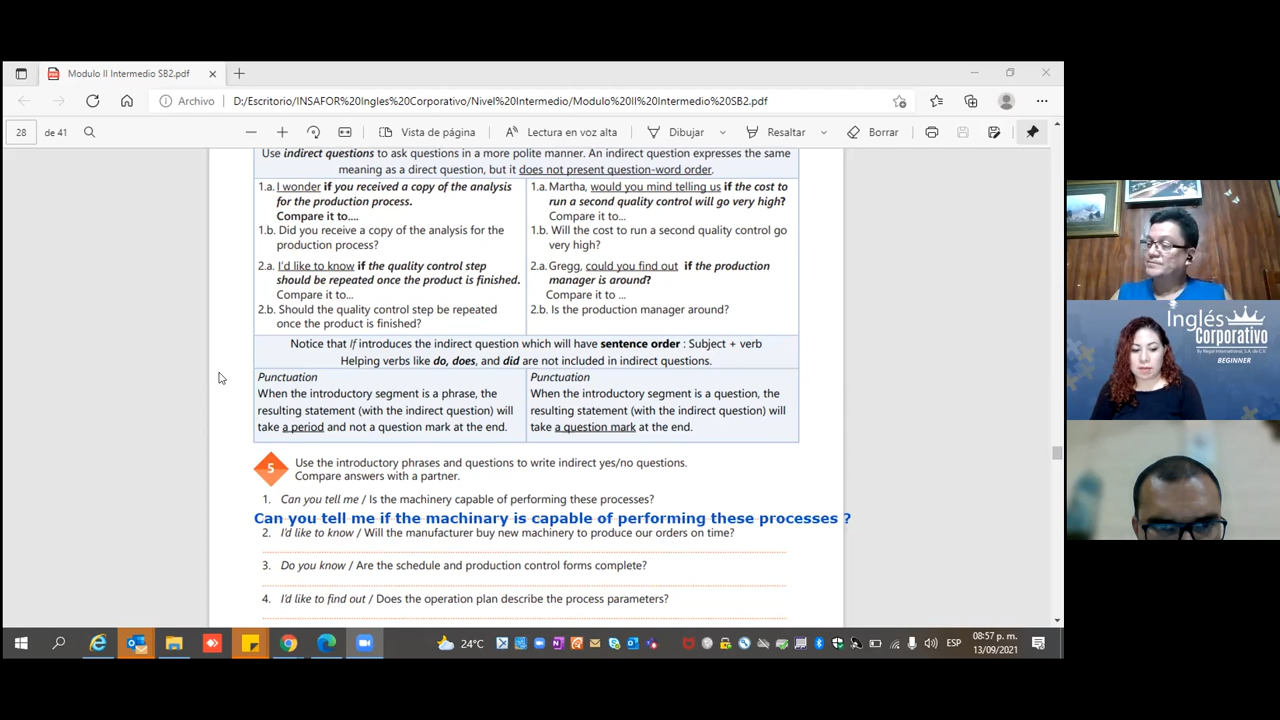 Modulo II Intermedio SB2.pdf
Archivo
D:/Escritorio/INSAFOR%20Ingles%20Corporativo/Nivel%20Intermedio/Modulo%20II%20Intermedio%20SB2.pdf
28
de 41
Vista de página
Lectura en voz alta
Dibujar
Resaltar
Borrar
Use indirect questions to ask questions in a more polite manner. An indirect question expresses the same
meaning as a direct question, but it does not present question-word order.
1.a. I wonder if you received a copy of the analysis
for the production process.
Compare it to....
1.b. Did you receive a copy of the analysis for the
production process?
2.a. I'd like to know if the quality control step
should be repeated once the product is finished.
Compare it to...
2.b. Should the quality control step be repeated
once the product is finished?
1.a. Martha, would you mind telling us if the cost to
run a second quality control will go very high?
Compare it to...
1.b. Will the cost to run a second quality control go
very high?
2.a. Gregg, could you find out if the production
manager is around?
Compare it to ...
2.b. Is the production manager around?
Notice that If introduces the indirect question which will have sentence order : Subject + verb
Helping verbs like do, does, and did are not included in indirect questions.
Punctuation
When the introductory segment is a phrase, the
resulting statement (with the indirect question) will
take a period and not a question mark at the end.
Punctuation
When the introductory segment is a question, the
resulting statement (with the indirect question) will
take a question mark at the end.
5
Use the introductory phrases and questions to write indirect yes/no questions.
Compare answers with a partner.
1. Can you tell me / Is the machinery capable of performing these processes?
Can you tell me if the machinary is capable of performing these processes ?
2. I'd like to know / Will the manufacturer buy new machinery to produce our orders on time?
3. Do you know / Are the schedule and production control forms complete?
4. I'd like to find out / Does the operation plan describe the process parameters?
24°C
ESP
08:57 p. m.
13/09/2021
Inglés
Corporativo
By Regal International, S.A. de C.V.
BEGINNER